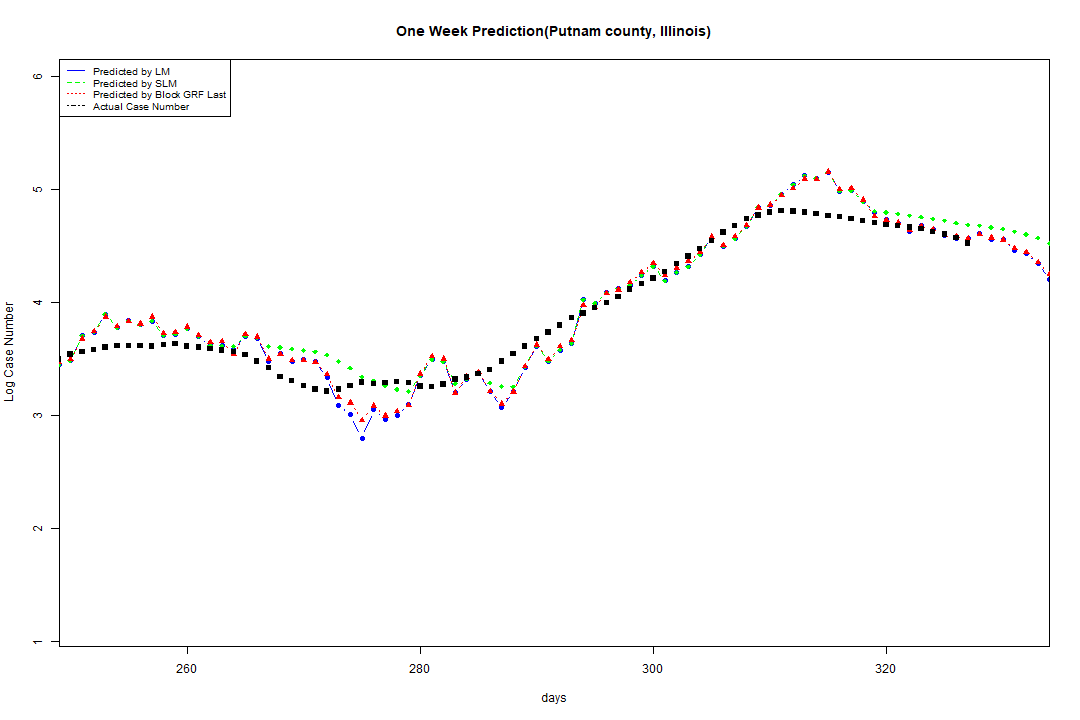 One Week Prediction(Putnam county, Illinois)
Predicted by LM
Predicted by SLM
Predicted by Block GRF Last
Actual Case Number
6
5
4
3
2
1
Log Case Number
260
280
300
320
days